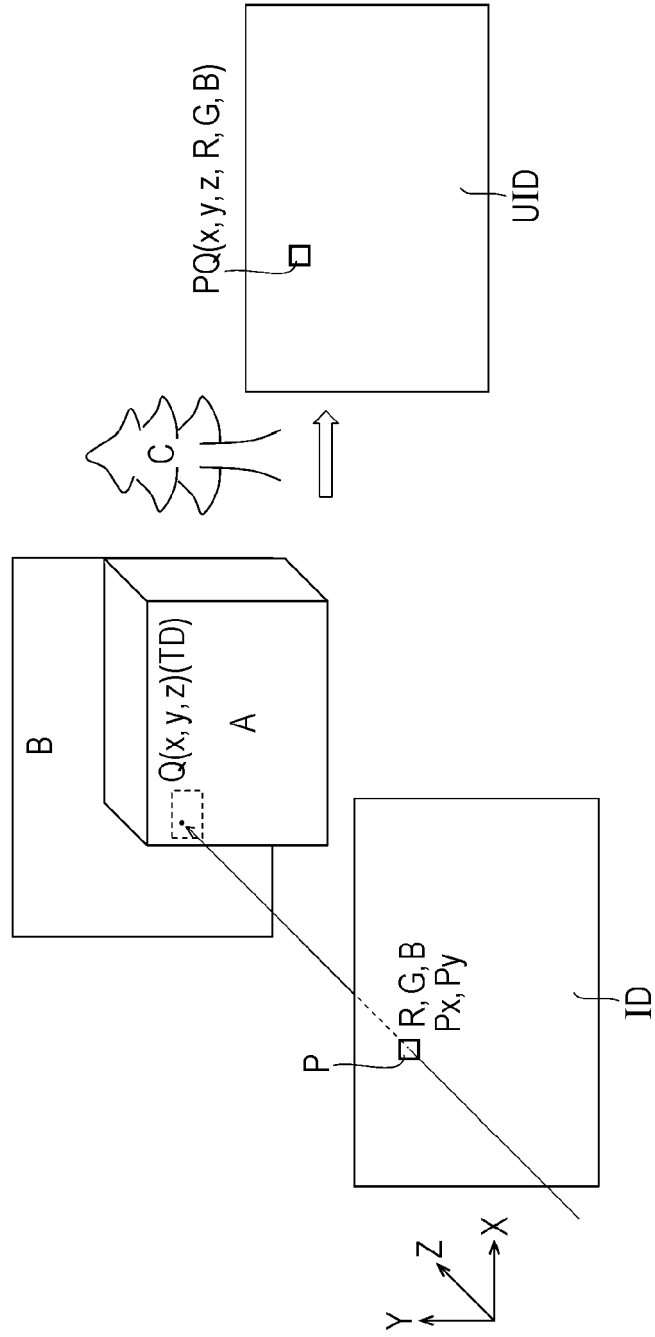 B
Q(x, y, z)(TD)
A
C
PQ(x, y, z, R, G, B)
UID
P
R, G, B
Px, Py
ID
Y
Z
X